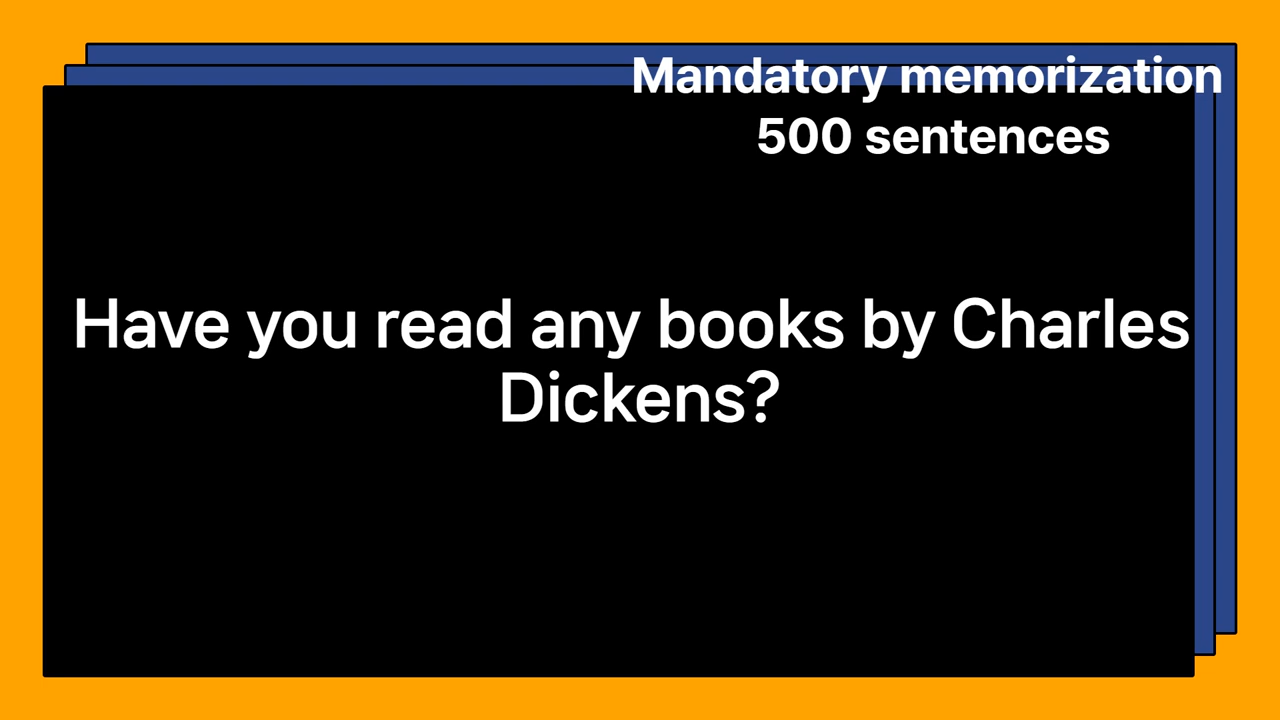 Mandatory memorization
500 sentences
Have you read any books by Charles
Dickens?